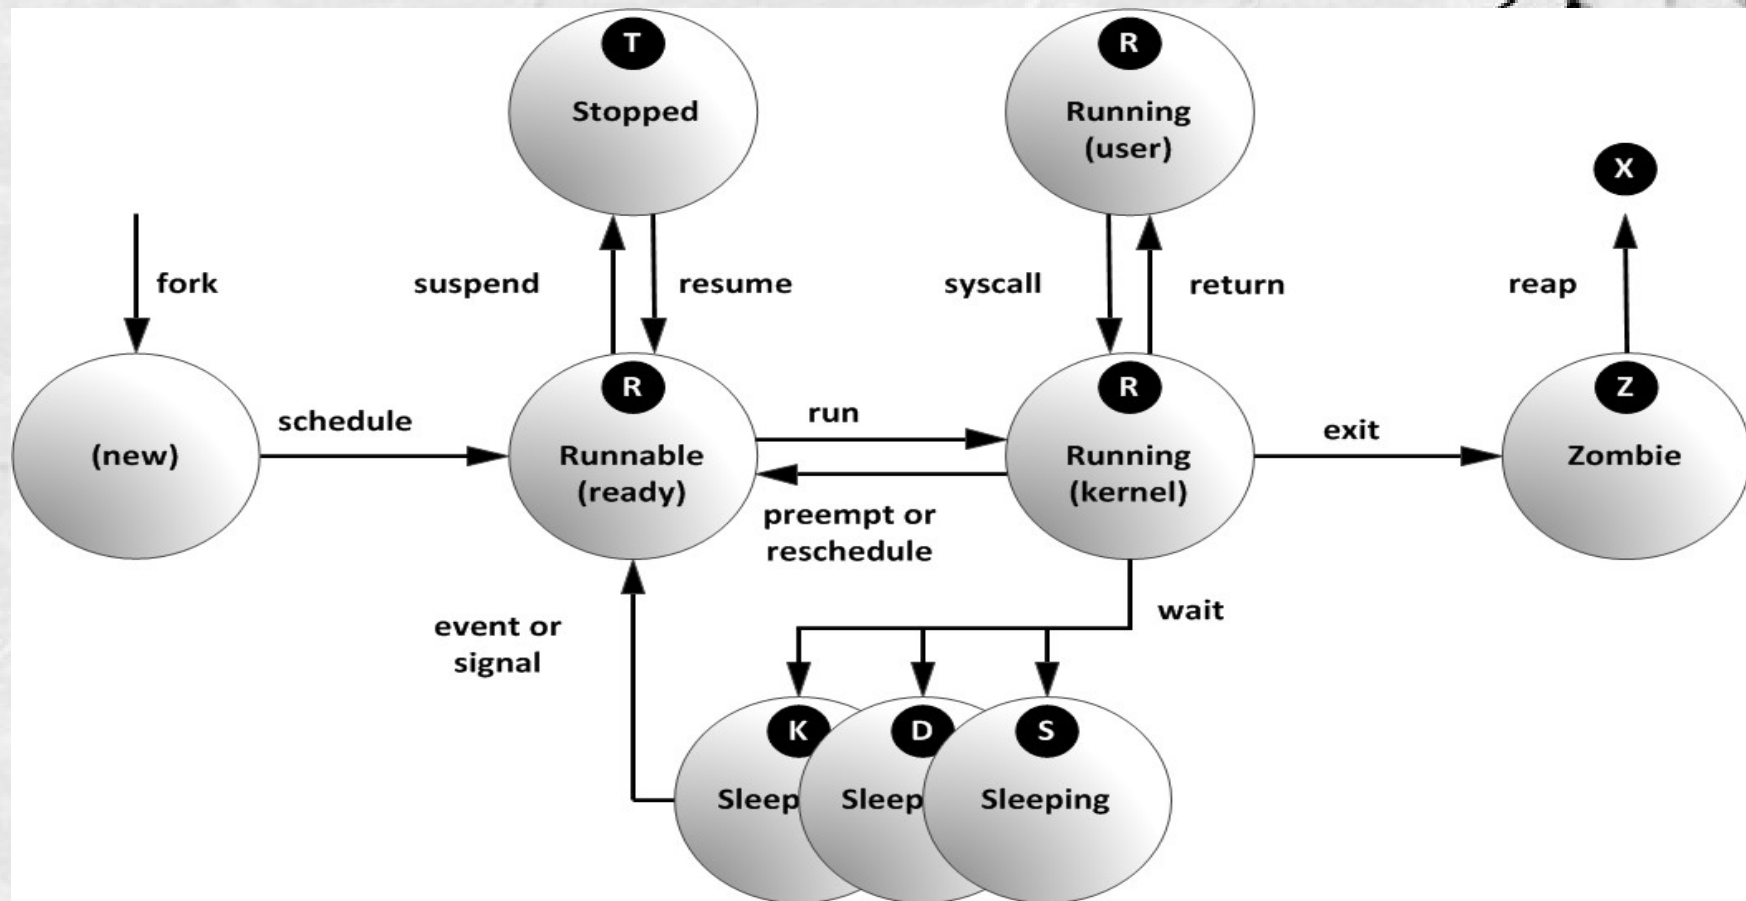 T
Stopped
R
Running
(user)
X
fork
suspend
resume
syscall
return
reap
(new)
schedule
R
Runnable
(ready)
run
preempt or
reschedule
R
Running
(kernel)
exit
Z
Zombie
event or
signal
wait
K
Sleep
D
Sleep
S
Sleeping